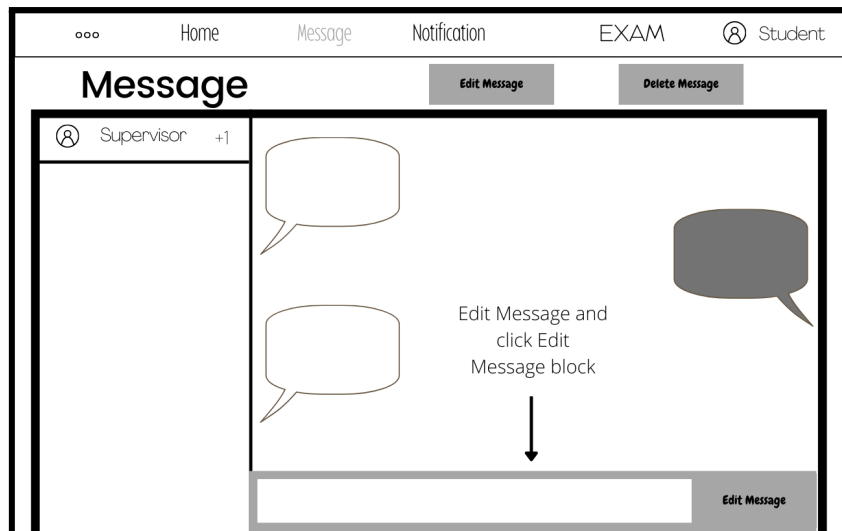 ooo Home Message Notification EXAM Student
Message Edit Message Delete Message
Supervisor +1
Edit Message and
click Edit
Message block
Edit Message